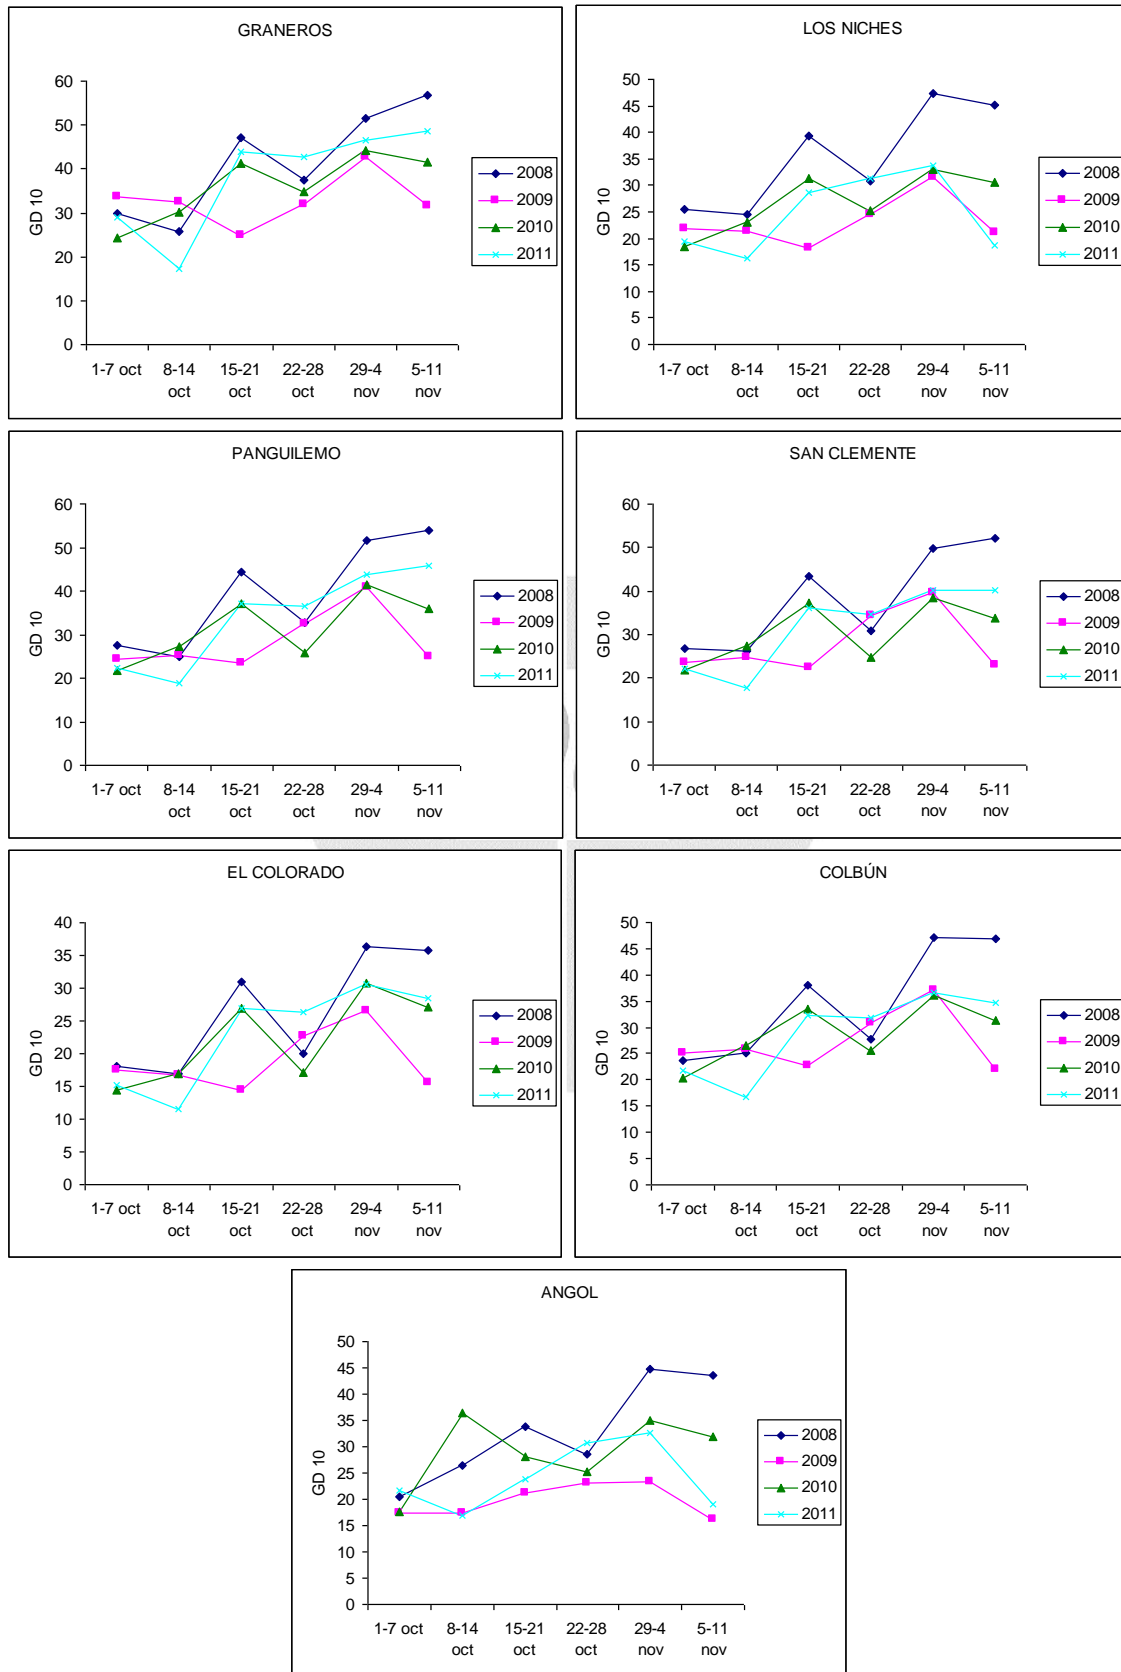 GRANEROS
GD 10
60
50
40
30
20
10
0
1-7 oct
8-14 oct
15-21 oct
22-28 oct
29-4 nov
5-11 nov
2008
2009
2010
2011
LOS NICHES
GD 10
50
45
40
35
30
25
20
15
10
5
0
1-7 oct
8-14 oct
15-21 oct
22-28 oct
29-4 nov
5-11 nov
2008
2009
2010
2011
PANGUILEMO
GD 10
60
50
40
30
20
10
0
1-7 oct
8-14 oct
15-21 oct
22-28 oct
29-4 nov
5-11 nov
2008
2009
2010
2011
SAN CLEMENTE
GD 10
60
50
40
30
20
10
0
1-7 oct
8-14 oct
15-21 oct
22-28 oct
29-4 nov
5-11 nov
2008
2009
2010
2011
EL COLORADO
GD 10
40
35
30
25
20
15
10
5
0
1-7 oct
8-14 oct
15-21 oct
22-28 oct
29-4 nov
5-11 nov
2008
2009
2010
2011
COLBÚN
GD 10
50
45
40
35
30
25
20
15
10
5
0
1-7 oct
8-14 oct
15-21 oct
22-28 oct
29-4 nov
5-11 nov
2008
2009
2010
2011
ANGOL
GD 10
50
45
40
35
30
25
20
15
10
5
0
1-7 oct
8-14 oct
15-21 oct
22-28 oct
29-4 nov
5-11 nov
2008
2009
2010
2011